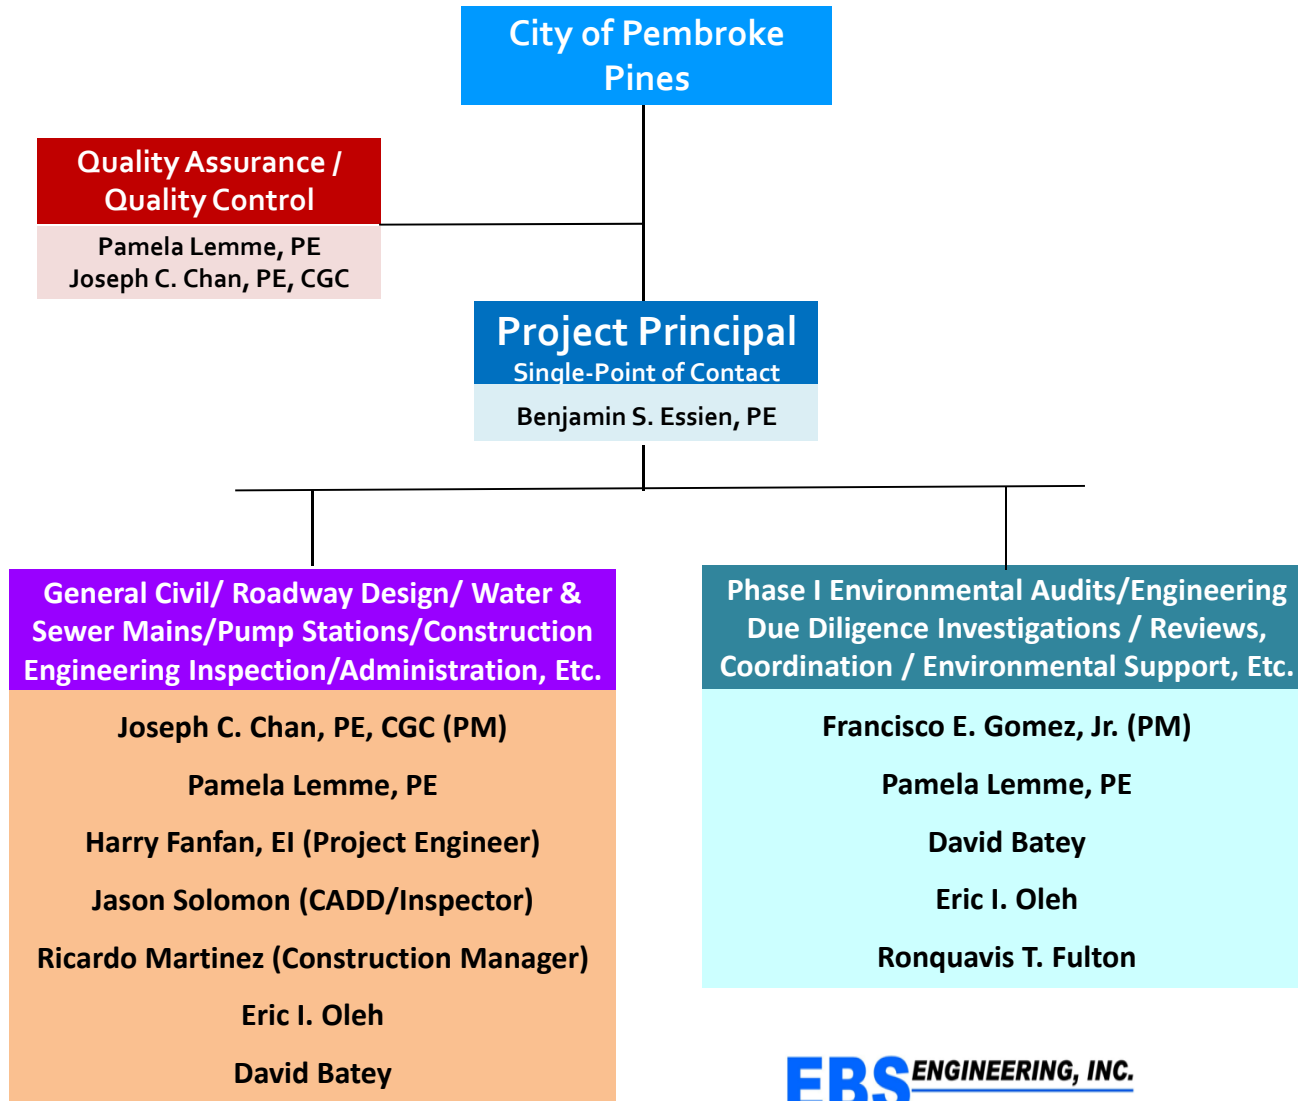 City of Pembroke
Pines
Quality Assurance /
Quality Control
Pamela Lemme, PE
Joseph C. Chan, PE, CGC
Project Principal
Single-Point of Contact
Benjamin S. Essien, PE
General Civil/ Roadway Design/ Water &
Sewer Mains/Pump Stations/Construction
Engineering Inspection/Administration, Etc.
Joseph C. Chan, PE, CGC (PM)
Pamela Lemme, PE
Harry Fanfan, EI (Project Engineer)
Jason Solomon (CADD/Inspector)
Ricardo Martinez (Construction Manager)
Eric I. Oleh
David Batey
Phase I Environmental Audits/Engineering
Due Diligence Investigations / Reviews,
Coordination / Environmental Support, Etc.
Francisco E. Gomez, Jr. (PM)
Pamela Lemme, PE
David Batey
Eric I. Oleh
Ronquavis T. Fulton
EBS ENGINEERING, INC.